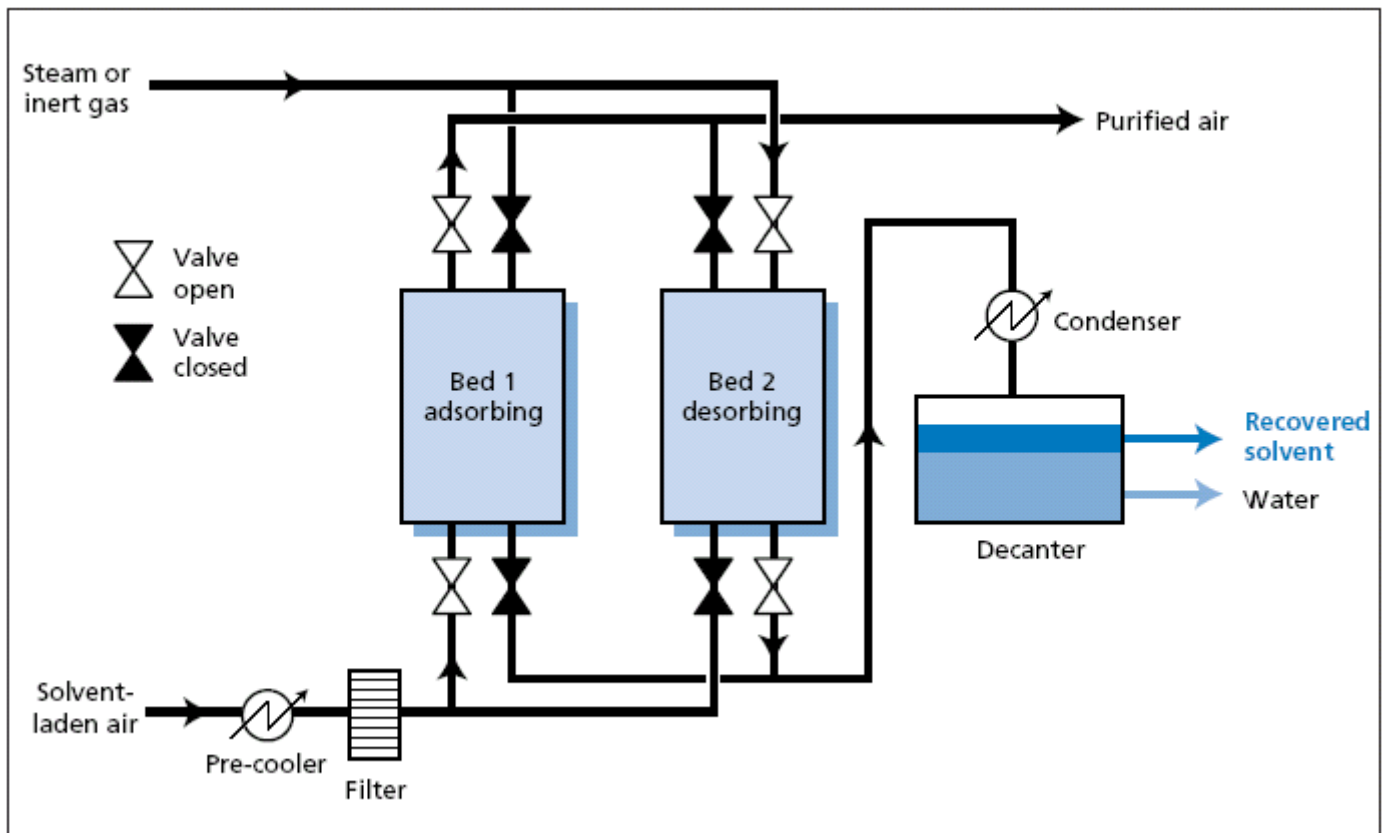 Steam or
inert gas
Purified air
Valve
open
Valve
closed
Bed 1
adsorbing
Bed 2
desorbing
Condenser
Recovered
solvent
Water
Decanter
Solvent-
laden air
Pre-cooler
Filter